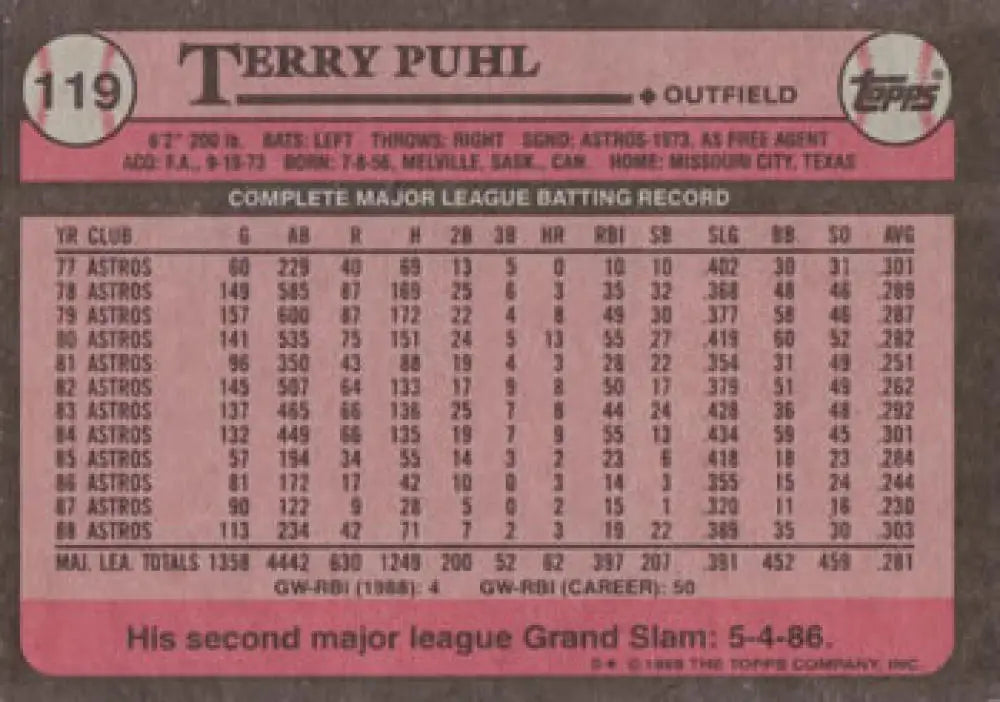 119
TERRY PUHL
OUTFIELD
TOPPS®
6'2" 200 lb. BATS: LEFT THROWS: RIGHT SGND: ASTROS-1973, AS FREE AGENT
ACQ: F.A., 9-19-73 BORN: 7-8-56, MELVILLE, SASK., CAN. HOME: MISSOURI CITY, TEXAS
COMPLETE MAJOR LEAGUE BATTING RECORD
YR CLUB G AB R H 2B 3B HR RBI SB SLG BB SO AVG
77 ASTROS 60 229 40 69 13 5 0 10 10 .402 30 31 .301
78 ASTROS 149 585 87 169 25 6 3 35 32 .368 48 46 .289
79 ASTROS 157 600 87 172 22 4 8 49 30 .377 58 46 .287
80 ASTROS 141 535 75 151 24 5 13 55 27 .419 60 52 .282
81 ASTROS 96 350 43 88 19 4 3 28 22 .354 31 49 .251
82 ASTROS 145 507 64 133 17 9 8 50 17 .379 51 49 .262
83 ASTROS 137 465 66 136 25 7 8 44 24 .428 36 48 .292
84 ASTROS 132 449 66 135 19 7 9 55 13 .434 59 45 .301
85 ASTROS 57 194 34 55 14 3 2 23 6 .418 18 23 .284
86 ASTROS 81 172 17 42 10 0 3 14 3 .355 15 24 .244
87 ASTROS 90 122 9 28 5 0 2 15 1 .320 11 16 .230
88 ASTROS 113 234 42 71 7 2 3 19 22 .389 35 30 .303
MAJ. LEA. TOTALS 1358 4442 630 1249 200 52 62 397 207 .391 452 459 .281
GW-RBI (1988): 4 GW-RBI (CAREER): 50
His second major league Grand Slam: 5-4-86.
D* © 1989 THE TOPPS COMPANY, INC.